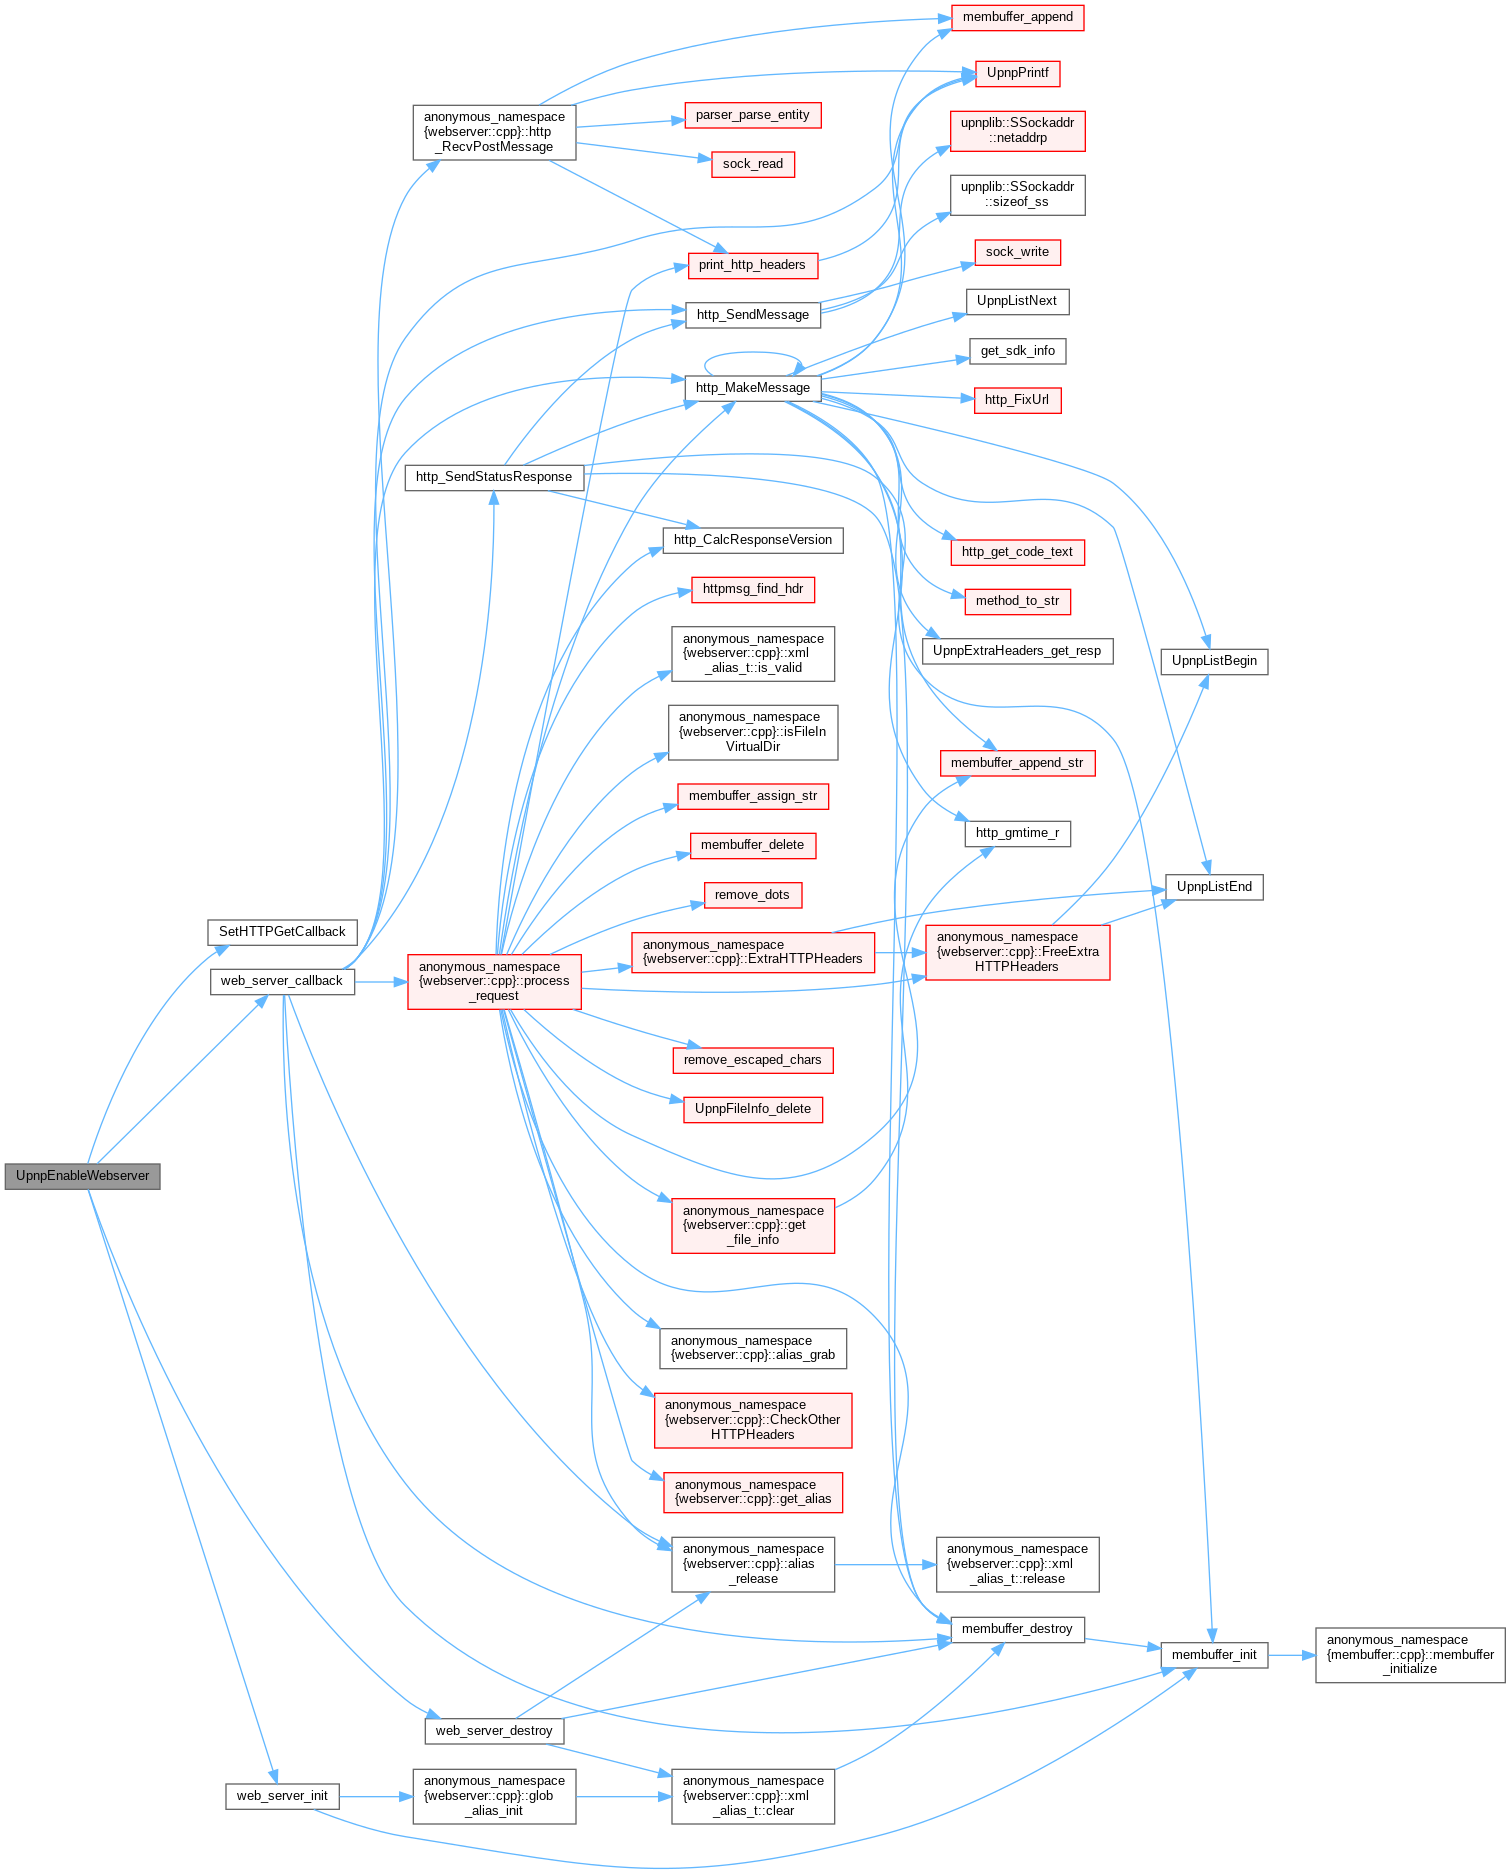 membuffer_append
UpnpPrintf
anonymous_namespace
{webserver::cpp}::http
_RecvPostMessage
parser_parse_entity
upnplib::SSockaddr
::netaddrp
sock_read
upnplib::SSockaddr
::sizeof_ss
print_http_headers
sock_write
http_SendMessage
UpnpListNext
get_sdk_info
http_MakeMessage
http_FixUrl
http_SendStatusResponse
http_CalcResponseVersion
http_get_code_text
httpmsg_find_hdr
method_to_str
anonymous_namespace
{webserver::cpp}::xml
_alias_t::is_valid
UpnpExtraHeaders_get_resp
UpnpListBegin
anonymous_namespace
{webserver::cpp}::isFileIn
VirtualDir
membuffer_append_str
membuffer_assign_str
http_gmtime_r
membuffer_delete
remove_dots
UpnpListEnd
SetHTTPGetCallback
anonymous_namespace
{webserver::cpp}::ExtraHTTPHeaders
anonymous_namespace
{webserver::cpp}::FreeExtra
HTTPHeaders
web_server_callback
anonymous_namespace
{webserver::cpp}::process
_request
remove_escaped_chars
UpnpFileInfo_delete
UpnpEnableWebserver
anonymous_namespace
{webserver::cpp}::get
_file_info
anonymous_namespace
{webserver::cpp}::alias_grab
anonymous_namespace
{webserver::cpp}::CheckOther
HTTPHeaders
anonymous_namespace
{webserver::cpp}::get_alias
anonymous_namespace
{webserver::cpp}::alias
_release
anonymous_namespace
{webserver::cpp}::xml
_alias_t::release
membuffer_destroy
membuffer_init
anonymous_namespace
{membuffer::cpp}::membuffer
_initialize
web_server_destroy
web_server_init
anonymous_namespace
{webserver::cpp}::glob
_alias_init
anonymous_namespace
{webserver::cpp}::xml
_alias_t::clear